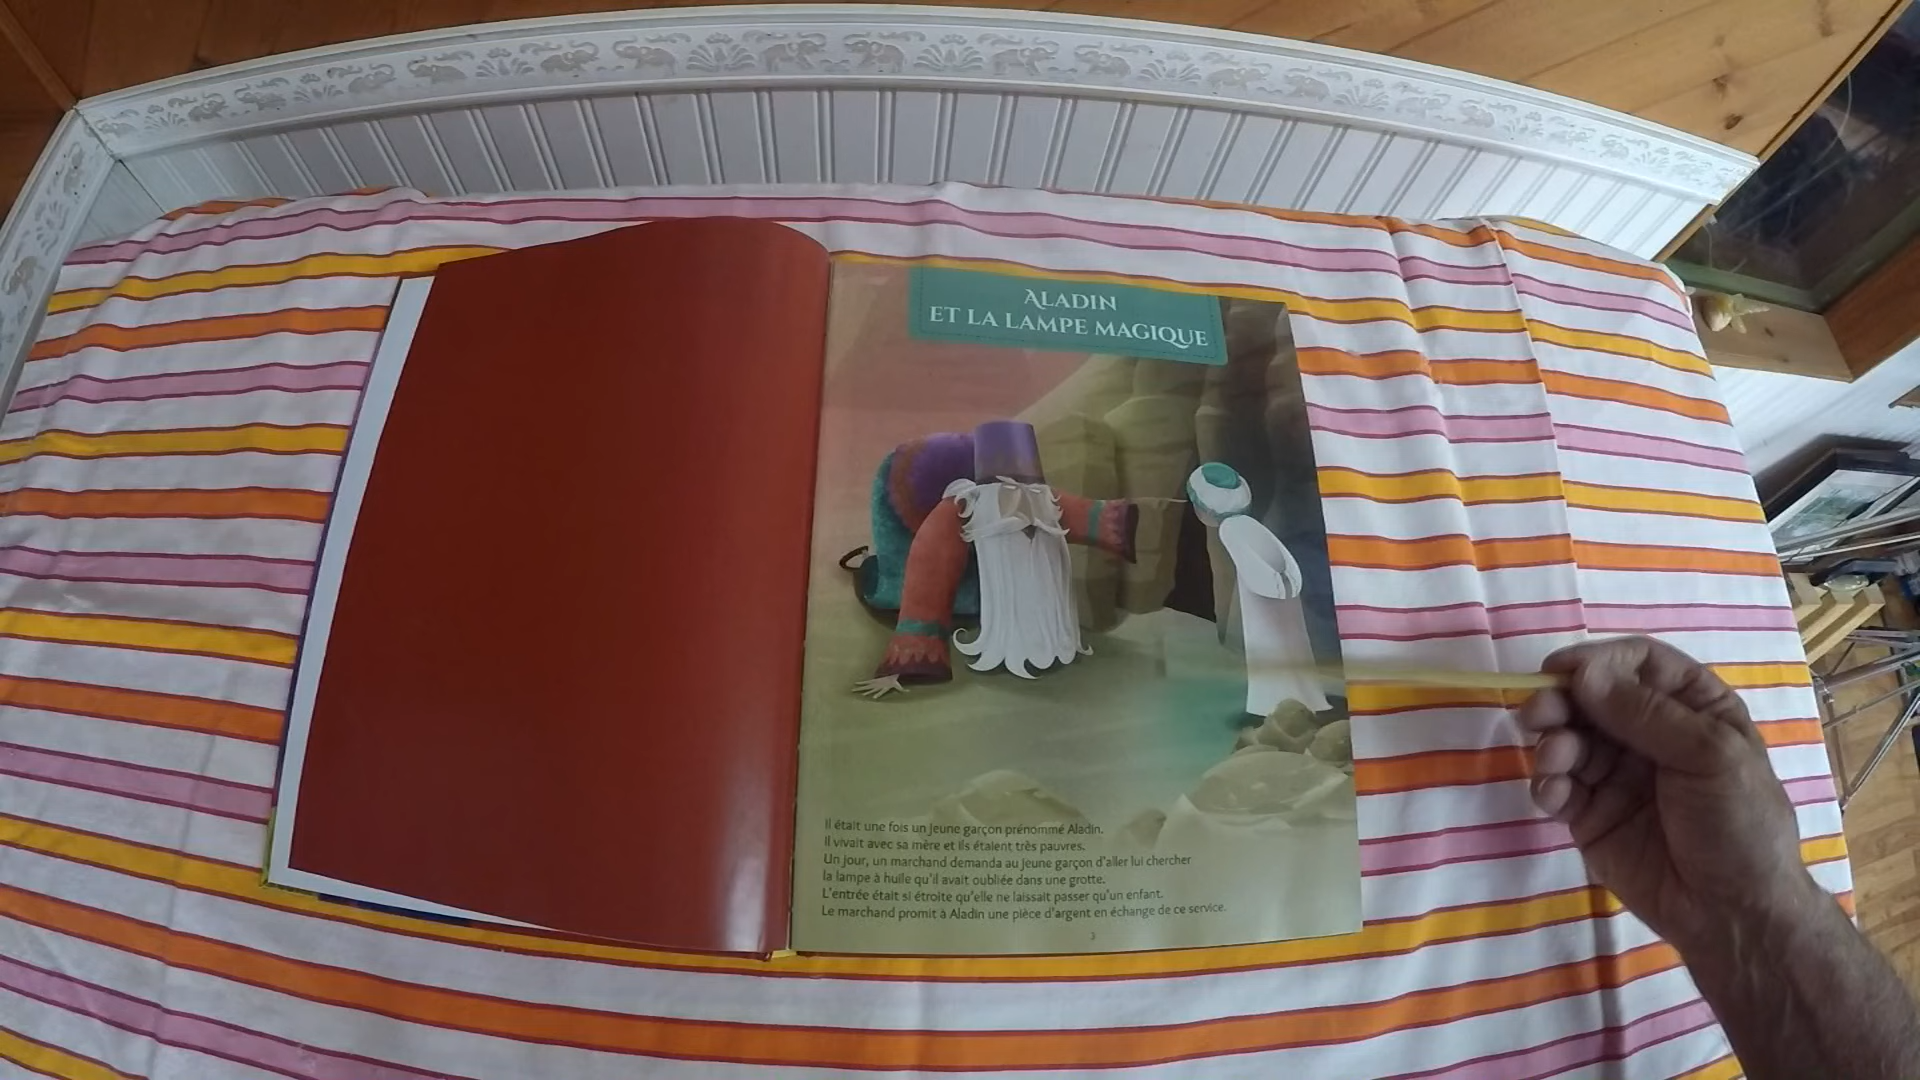 ALADIN
ET LA LAMPE MAGIQUE
Il était une fois un jeune garçon prénommé Aladin.
Il vivait avec sa mère et ils étaient très pauvres.
Un jour, un marchand demanda au jeune garçon d'aller lui chercher
la lampe à huile qu'il avait oubliée dans une grotte.
L'entrée était si étroite qu'elle ne laissait passer qu'un enfant.
Le marchand promit à Aladin une pièce d'argent en échange de ce service.
3